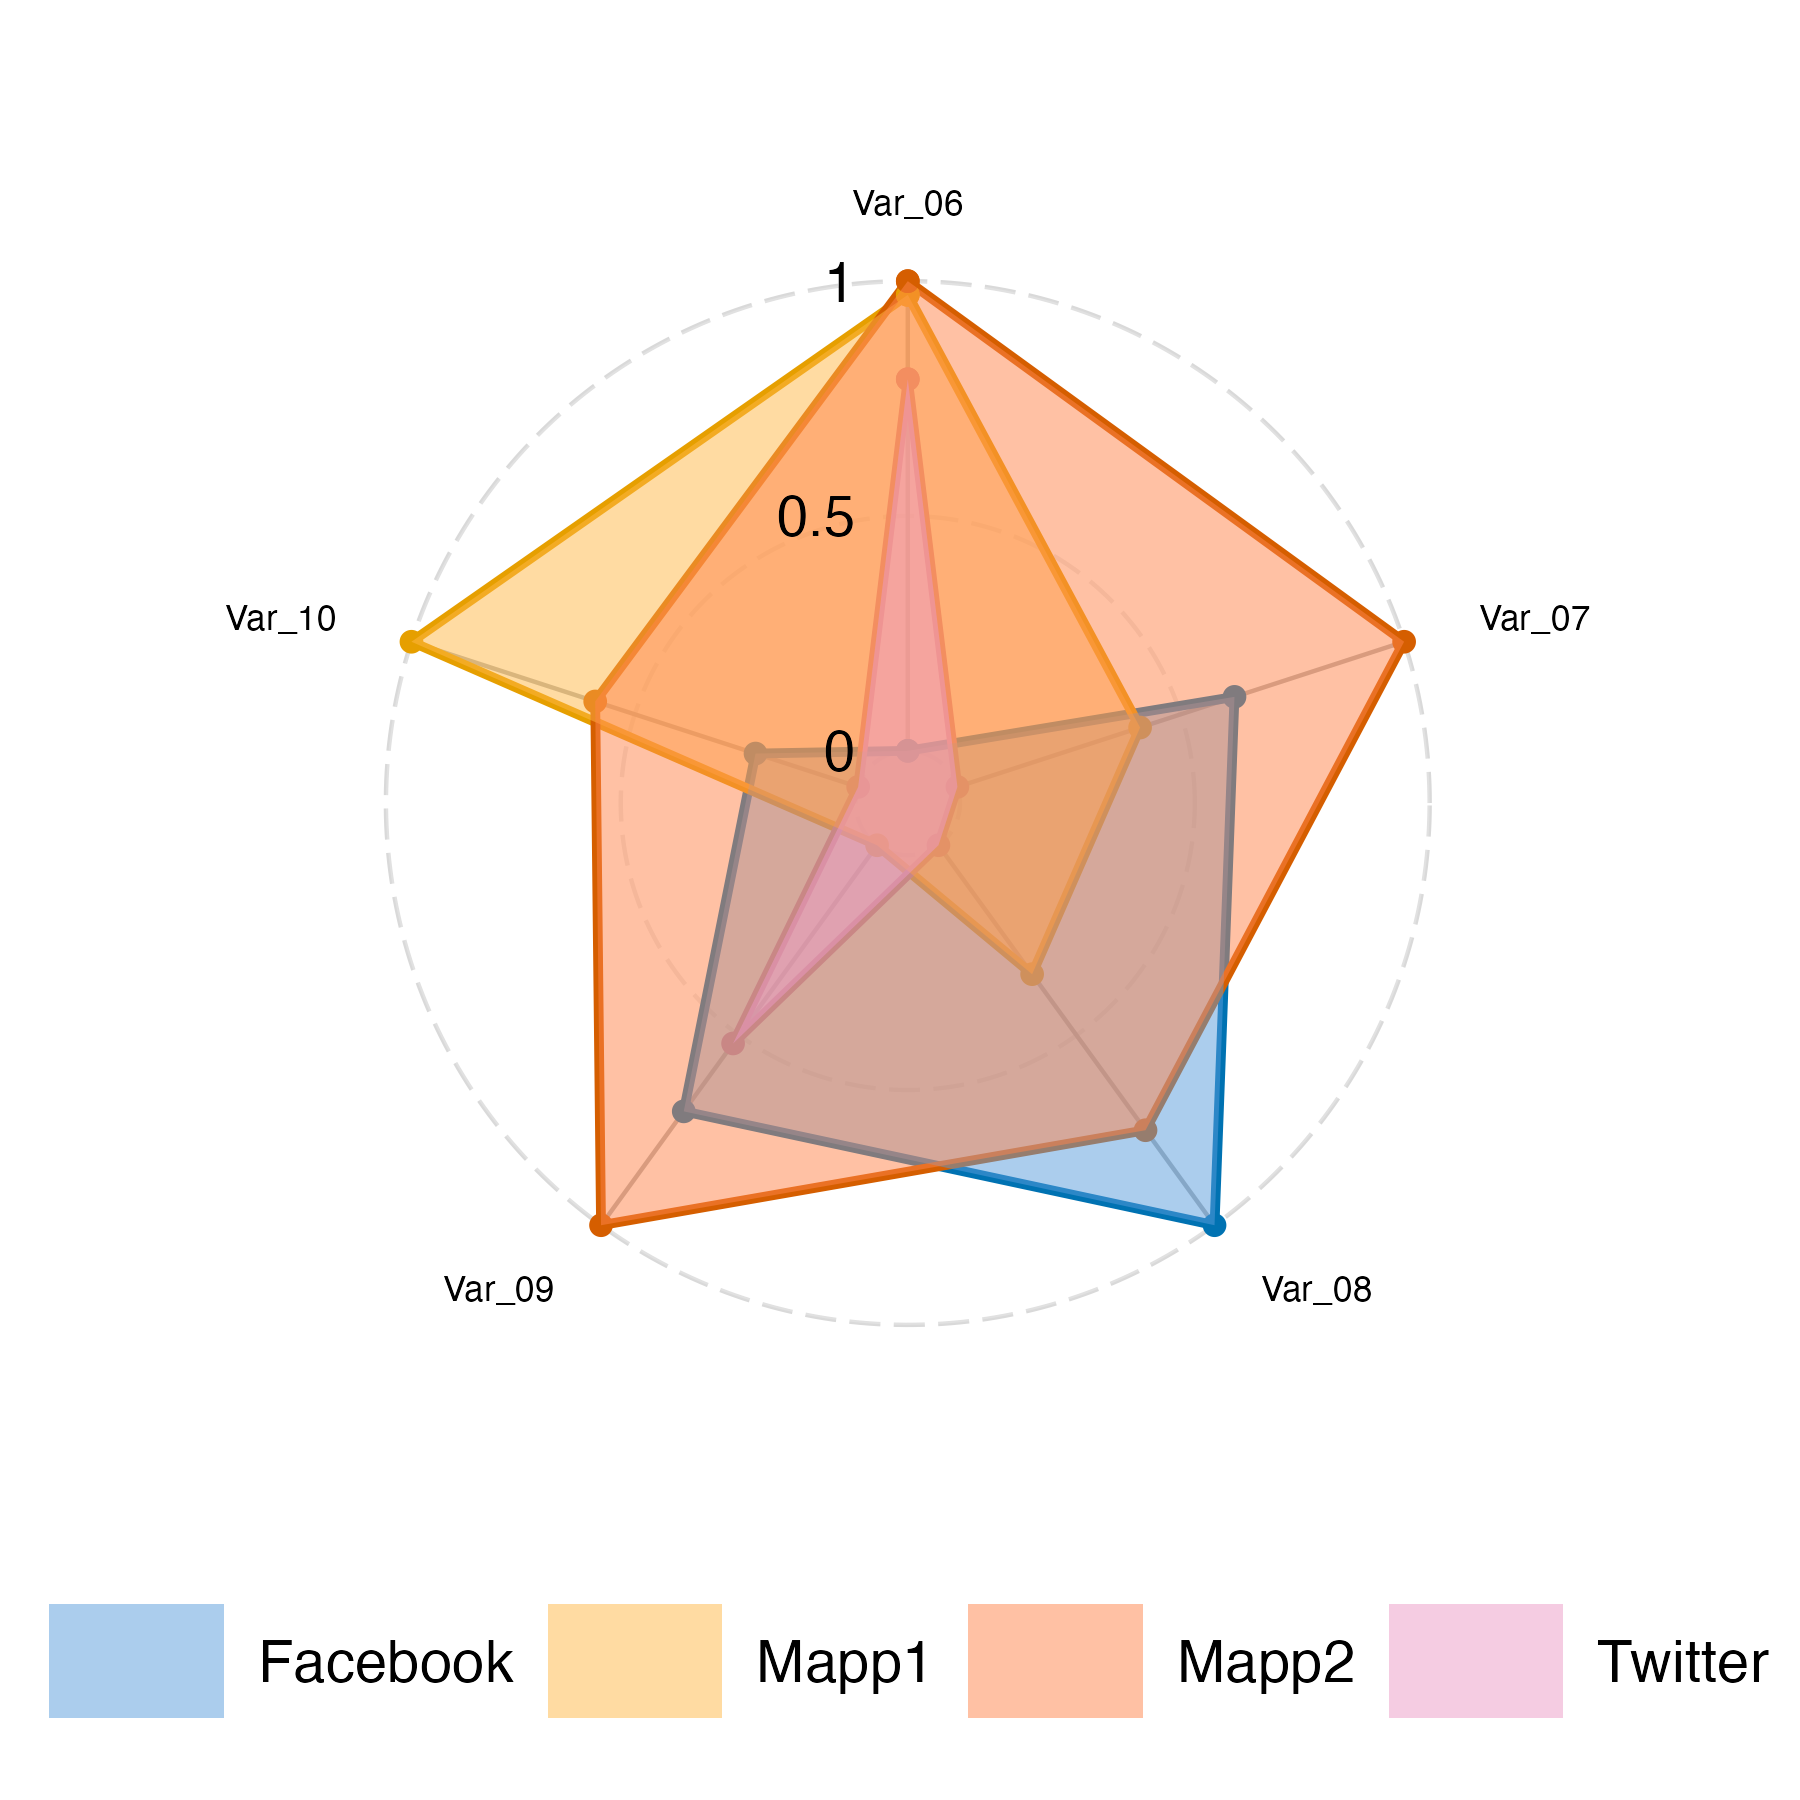 Var_06
1
0.5
Var_10
Var_07
0
Var_09
Var_08
Facebook
Mapp1
Mapp2
Twitter